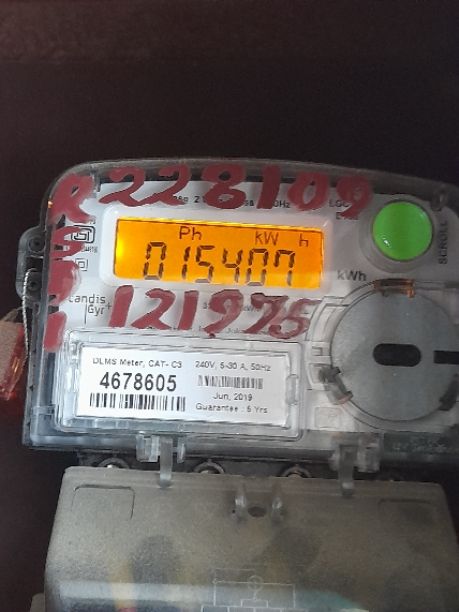 R 228109
Ph kW h
015407
kWh
SCROLL
Landis
Gyr+
121975
DLMS Meter, CAT- C3 240V, 5-30 A, 50Hz
4678605
Jun, 2019
Guarantee : 5 Yrs